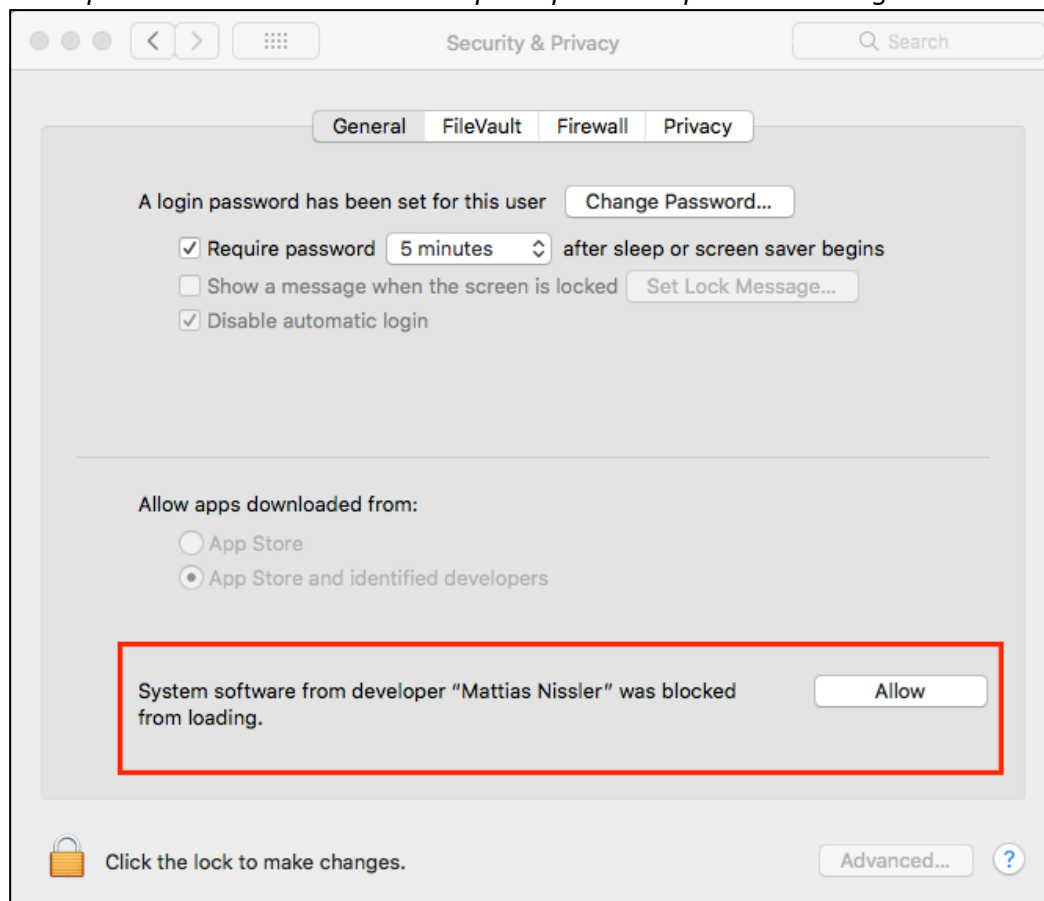 Security & Privacy
Search
General FileVault Firewall Privacy
A login password has been set for this user Change Password...
Require password 5 minutes after sleep or screen saver begins
Show a message when the screen is locked Set Lock Message...
Disable automatic login
Allow apps downloaded from:
App Store
App Store and identified developers
System software from developer “Mattias Nissler” was blocked Allow
from loading.
Click the lock to make changes. Advanced... ?